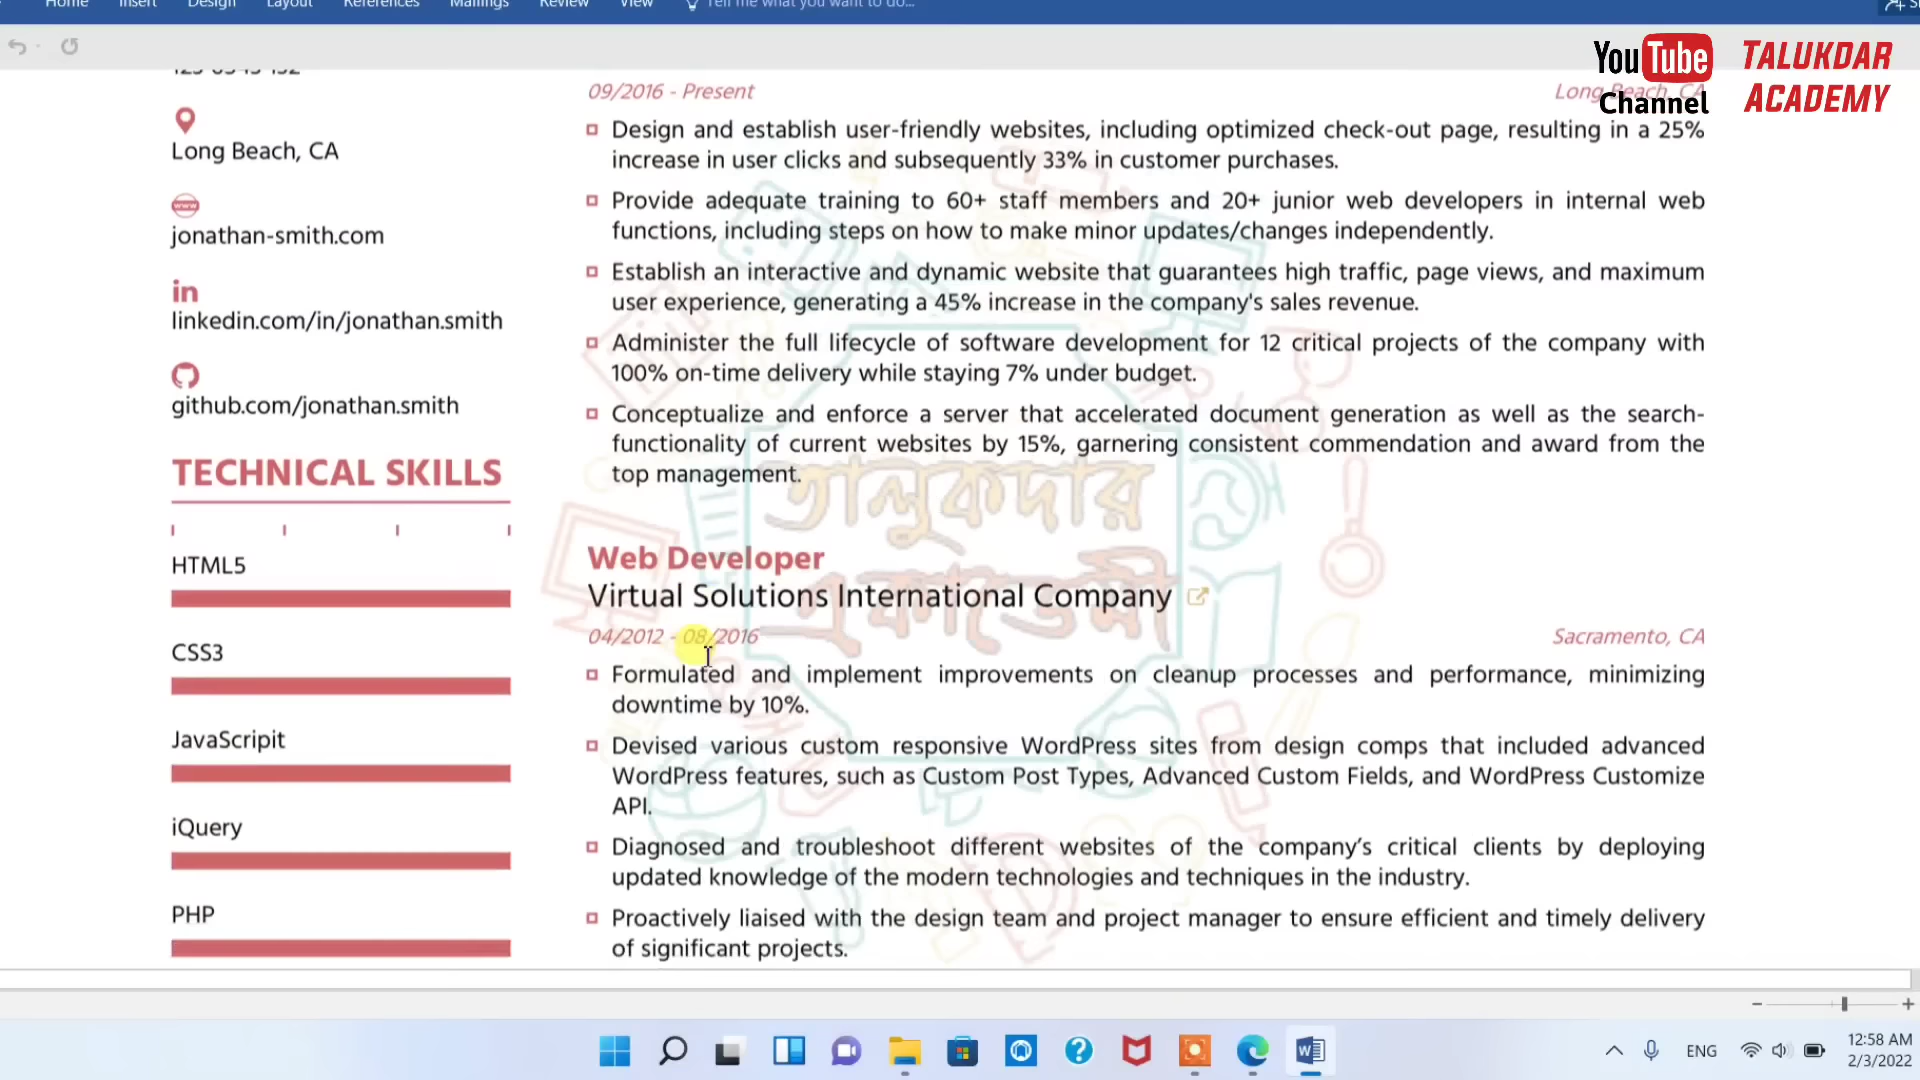 Home Insert Design Layout References Mailings Review View Tell me what you want to do...
YouTube Channel
TALUKDAR ACADEMY
Long Beach, CA
jonathan-smith.com
in
linkedin.com/in/jonathan.smith
github.com/jonathan.smith
TECHNICAL SKILLS
HTML5
CSS3
JavaScripit
iQuery
PHP
09/2016 - Present
Long Beach, CA
Design and establish user-friendly websites, including optimized check-out page, resulting in a 25%
increase in user clicks and subsequently 33% in customer purchases.
Provide adequate training to 60+ staff members and 20+ junior web developers in internal web
functions, including steps on how to make minor updates/changes independently.
Establish an interactive and dynamic website that guarantees high traffic, page views, and maximum
user experience, generating a 45% increase in the company's sales revenue.
Administer the full lifecycle of software development for 12 critical projects of the company with
100% on-time delivery while staying 7% under budget.
Conceptualize and enforce a server that accelerated document generation as well as the search-
functionality of current websites by 15%, garnering consistent commendation and award from the
top management.
তালুকদার
একাডেমী
Web Developer
Virtual Solutions International Company
04/2012 - 08/2016
Sacramento, CA
Formulated and implement improvements on cleanup processes and performance, minimizing
downtime by 10%.
Devised various custom responsive WordPress sites from design comps that included advanced
WordPress features, such as Custom Post Types, Advanced Custom Fields, and WordPress Customize
API.
Diagnosed and troubleshoot different websites of the company’s critical clients by deploying
updated knowledge of the modern technologies and techniques in the industry.
Proactively liaised with the design team and project manager to ensure efficient and timely delivery
of significant projects.
ENG
12:58 AM
2/3/2022